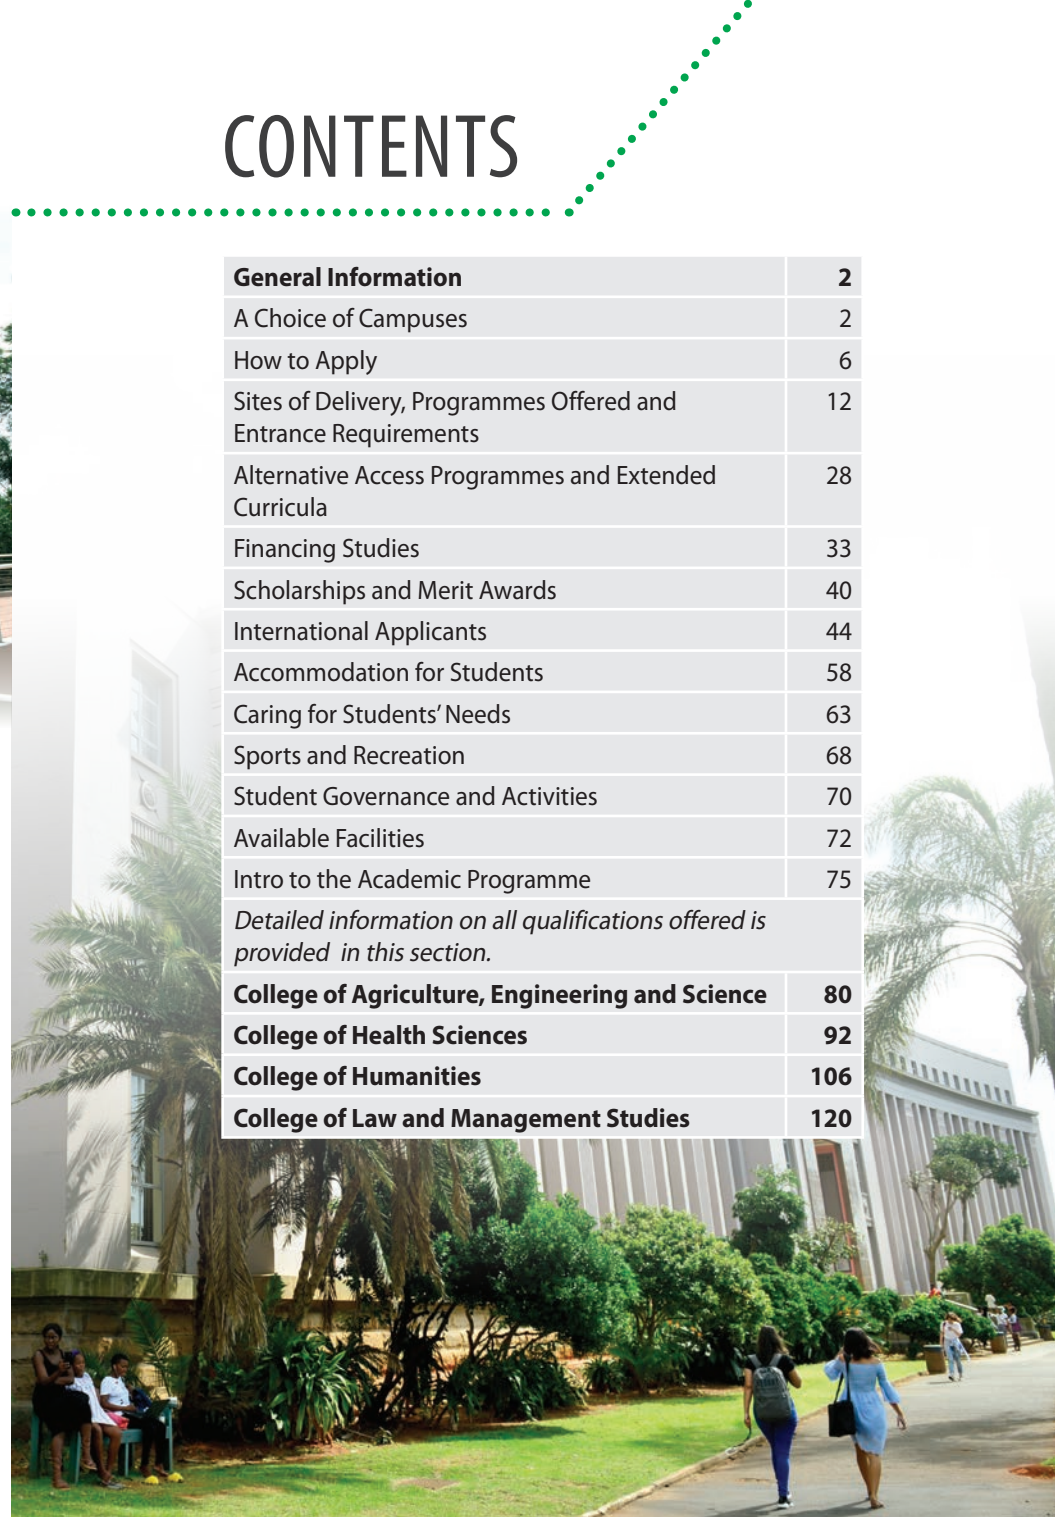 CONTENTS
General Information 2
A Choice of Campuses 2
How to Apply 6
Sites of Delivery, Programmes Offered and 12
Entrance Requirements
Alternative Access Programmes and Extended 28
Curricula
Financing Studies 33
Scholarships and Merit Awards 40
International Applicants 44
Accommodation for Students 58
Caring for Students’ Needs 63
Sports and Recreation 68
Student Governance and Activities 70
Available Facilities 72
Intro to the Academic Programme 75
Detailed information on all qualifications offered is
provided in this section.
College of Agriculture, Engineering and Science 80
College of Health Sciences 92
College of Humanities 106
College of Law and Management Studies 120